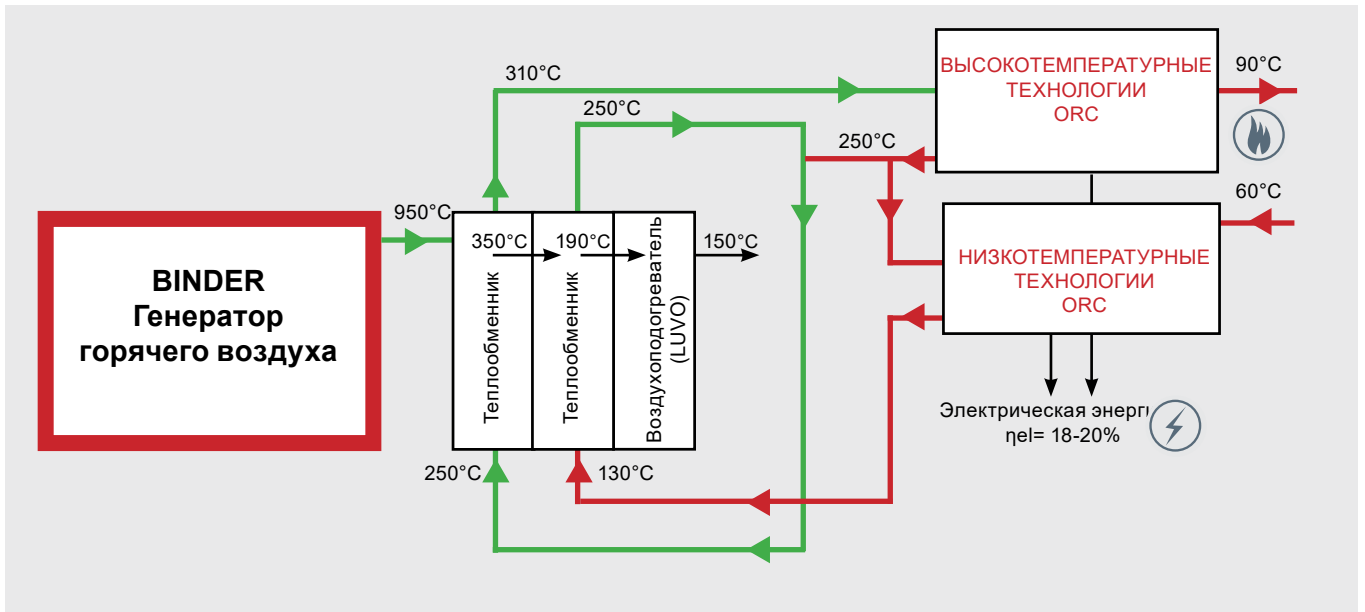 310°C
250°C
ВЫСОКОТЕМПЕРАТУРНЫЕ
ТЕХНОЛОГИИ
ORC
90°C
250°C
60°C
950°C
BINDER
Генератор
горячего воздуха
350°C
190°C
150°C
Теплообменник
Теплообменник
Воздухоподогреватель
(LUVO)
НИЗКОТЕМПЕРАТУРНЫЕ
ТЕХНОЛОГИИ
ORC
Электрическая
ηel= 18-20%
250°C
130°C